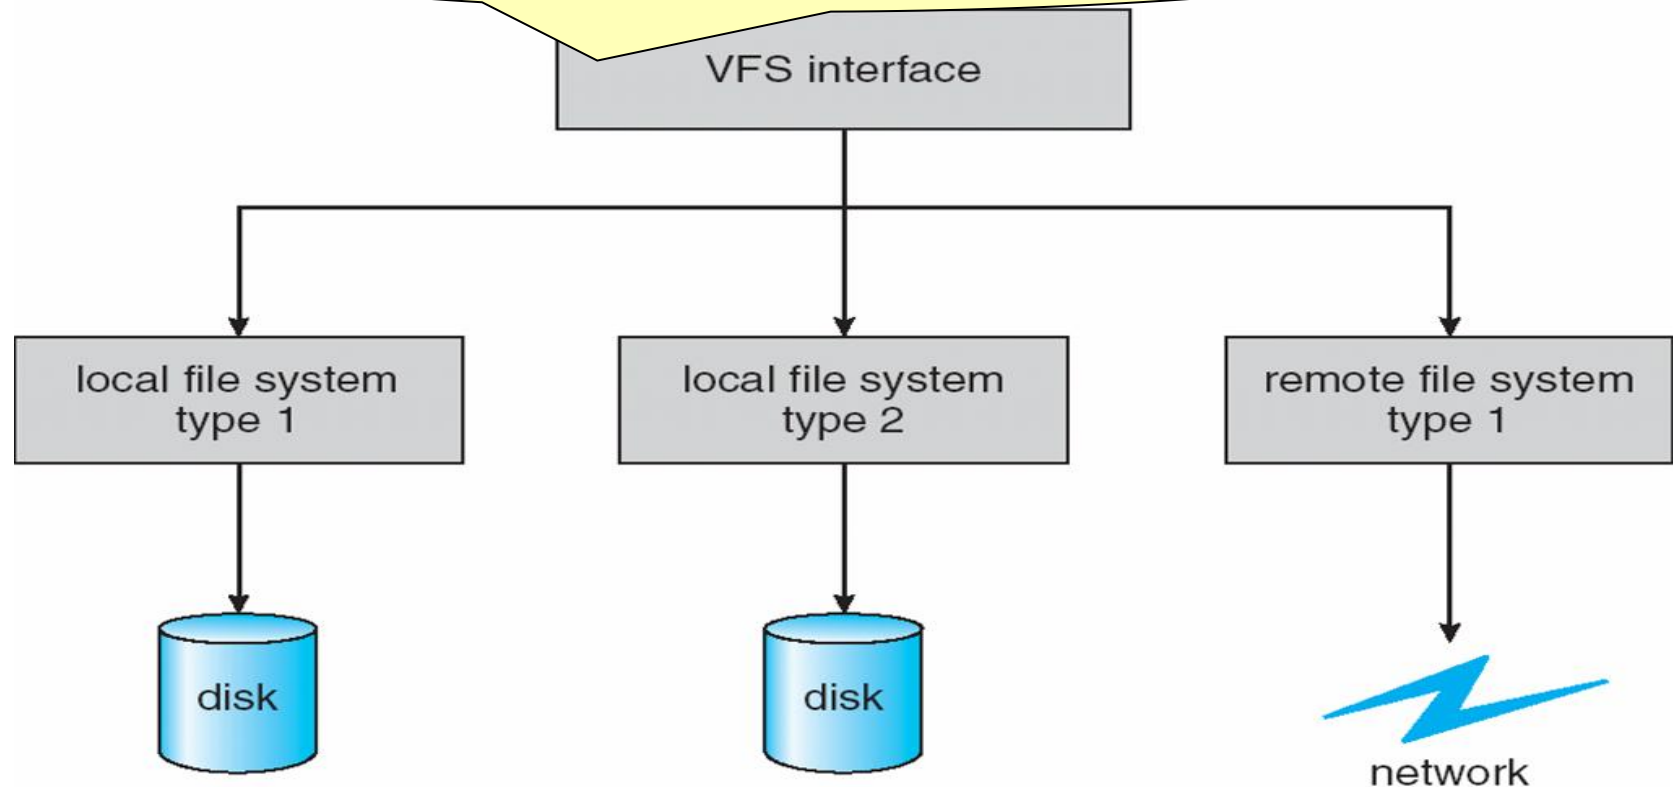 VFS interface
local file system
type 1
local file system
type 2
remote file system
type 1
disk
disk
network